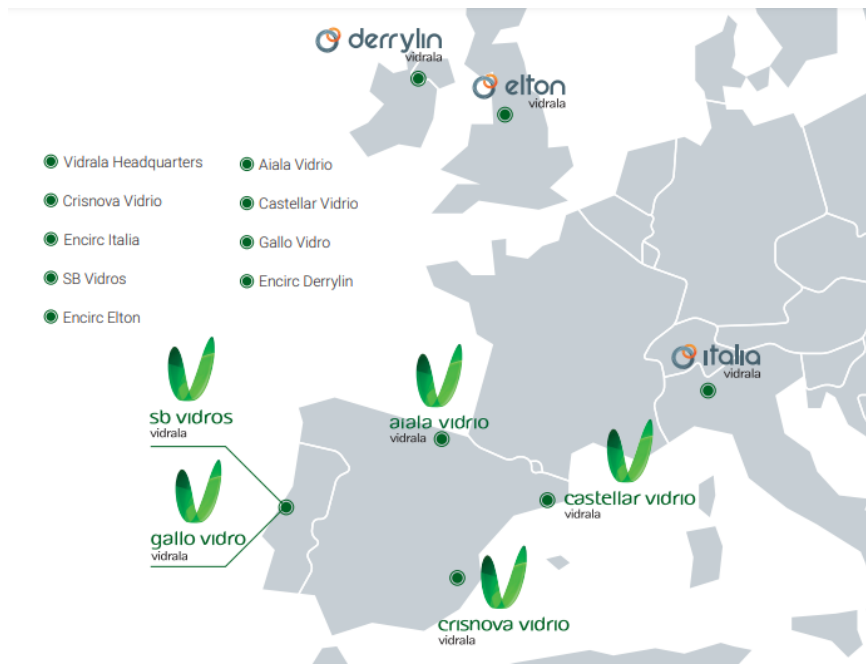 derrylin
vidrala
elton
vidrala
Vidrala Headquarters
Crisnova Vidrio
Encirc Italia
SB Vidros
Encirc Elton
Aiala Vidrio
Castellar Vidrio
Gallo Vidro
Encirc Derrylin
italia
vidrala
sb vidros
vidrala
aiala vidrio
vidrala
gallo vidro
vidrala
castellar vidrio
vidrala
crisnova vidrio
vidrala